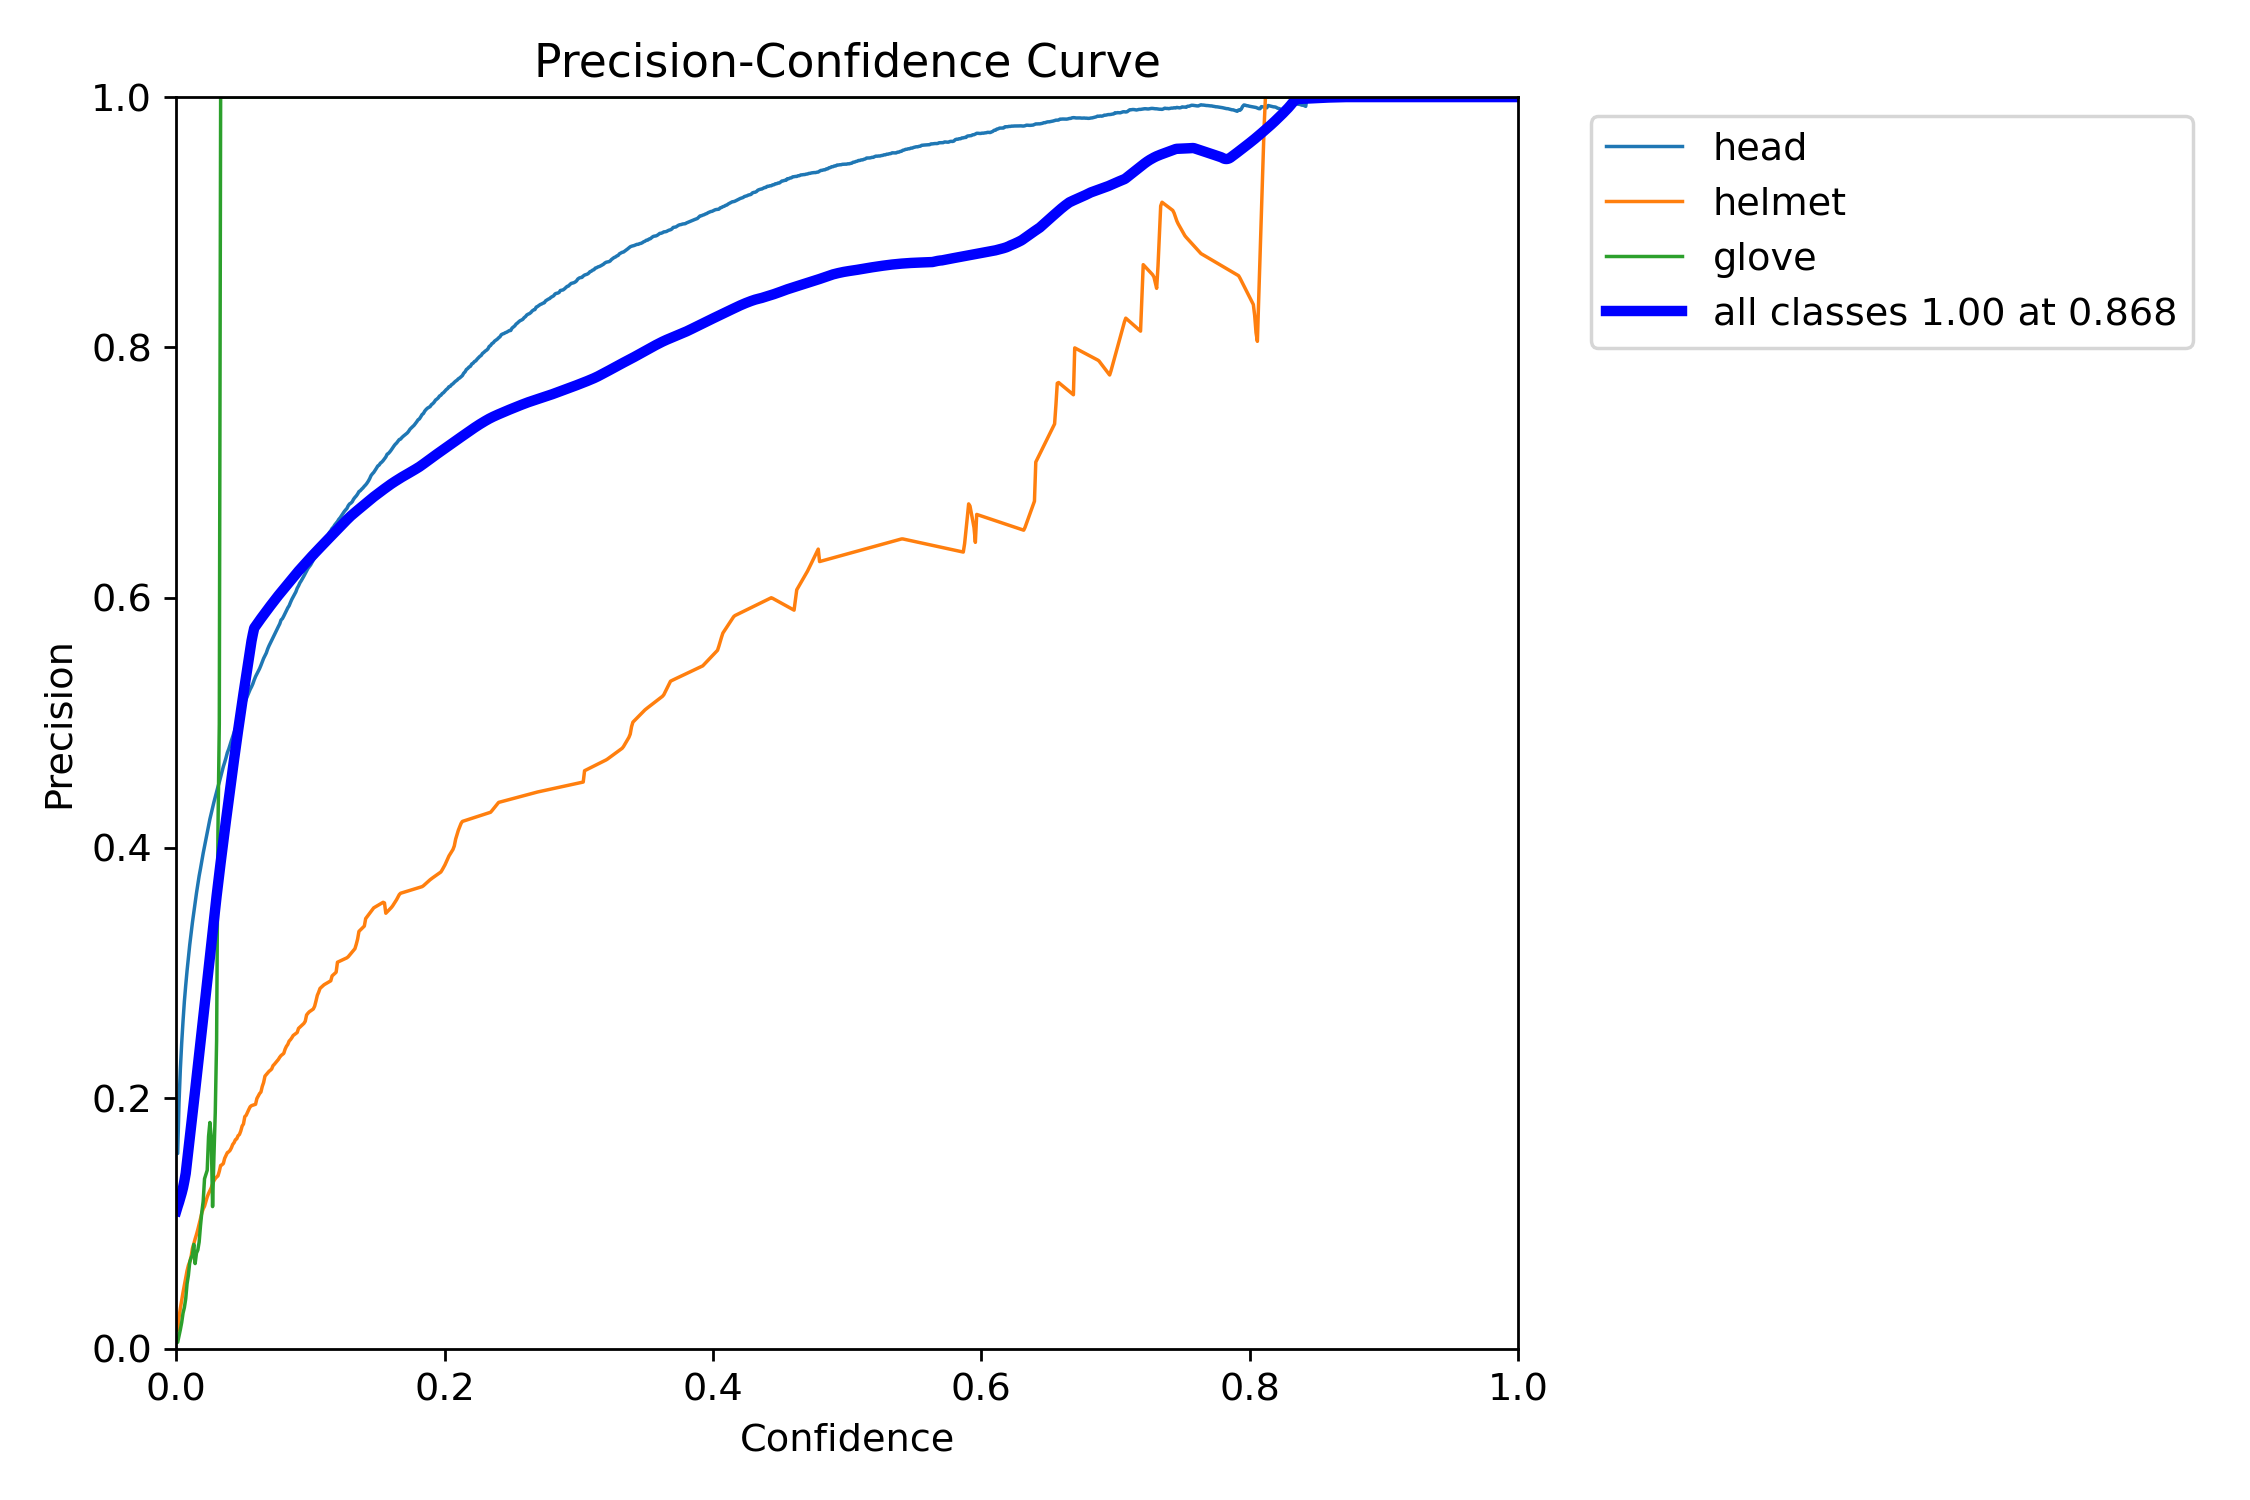 Precision-Confidence Curve
1.0
0.8
0.6
0.4
0.2
0.0
Precision
0.0 0.2 0.4 0.6 0.8 1.0
Confidence
head
helmet
glove
all classes 1.00 at 0.868